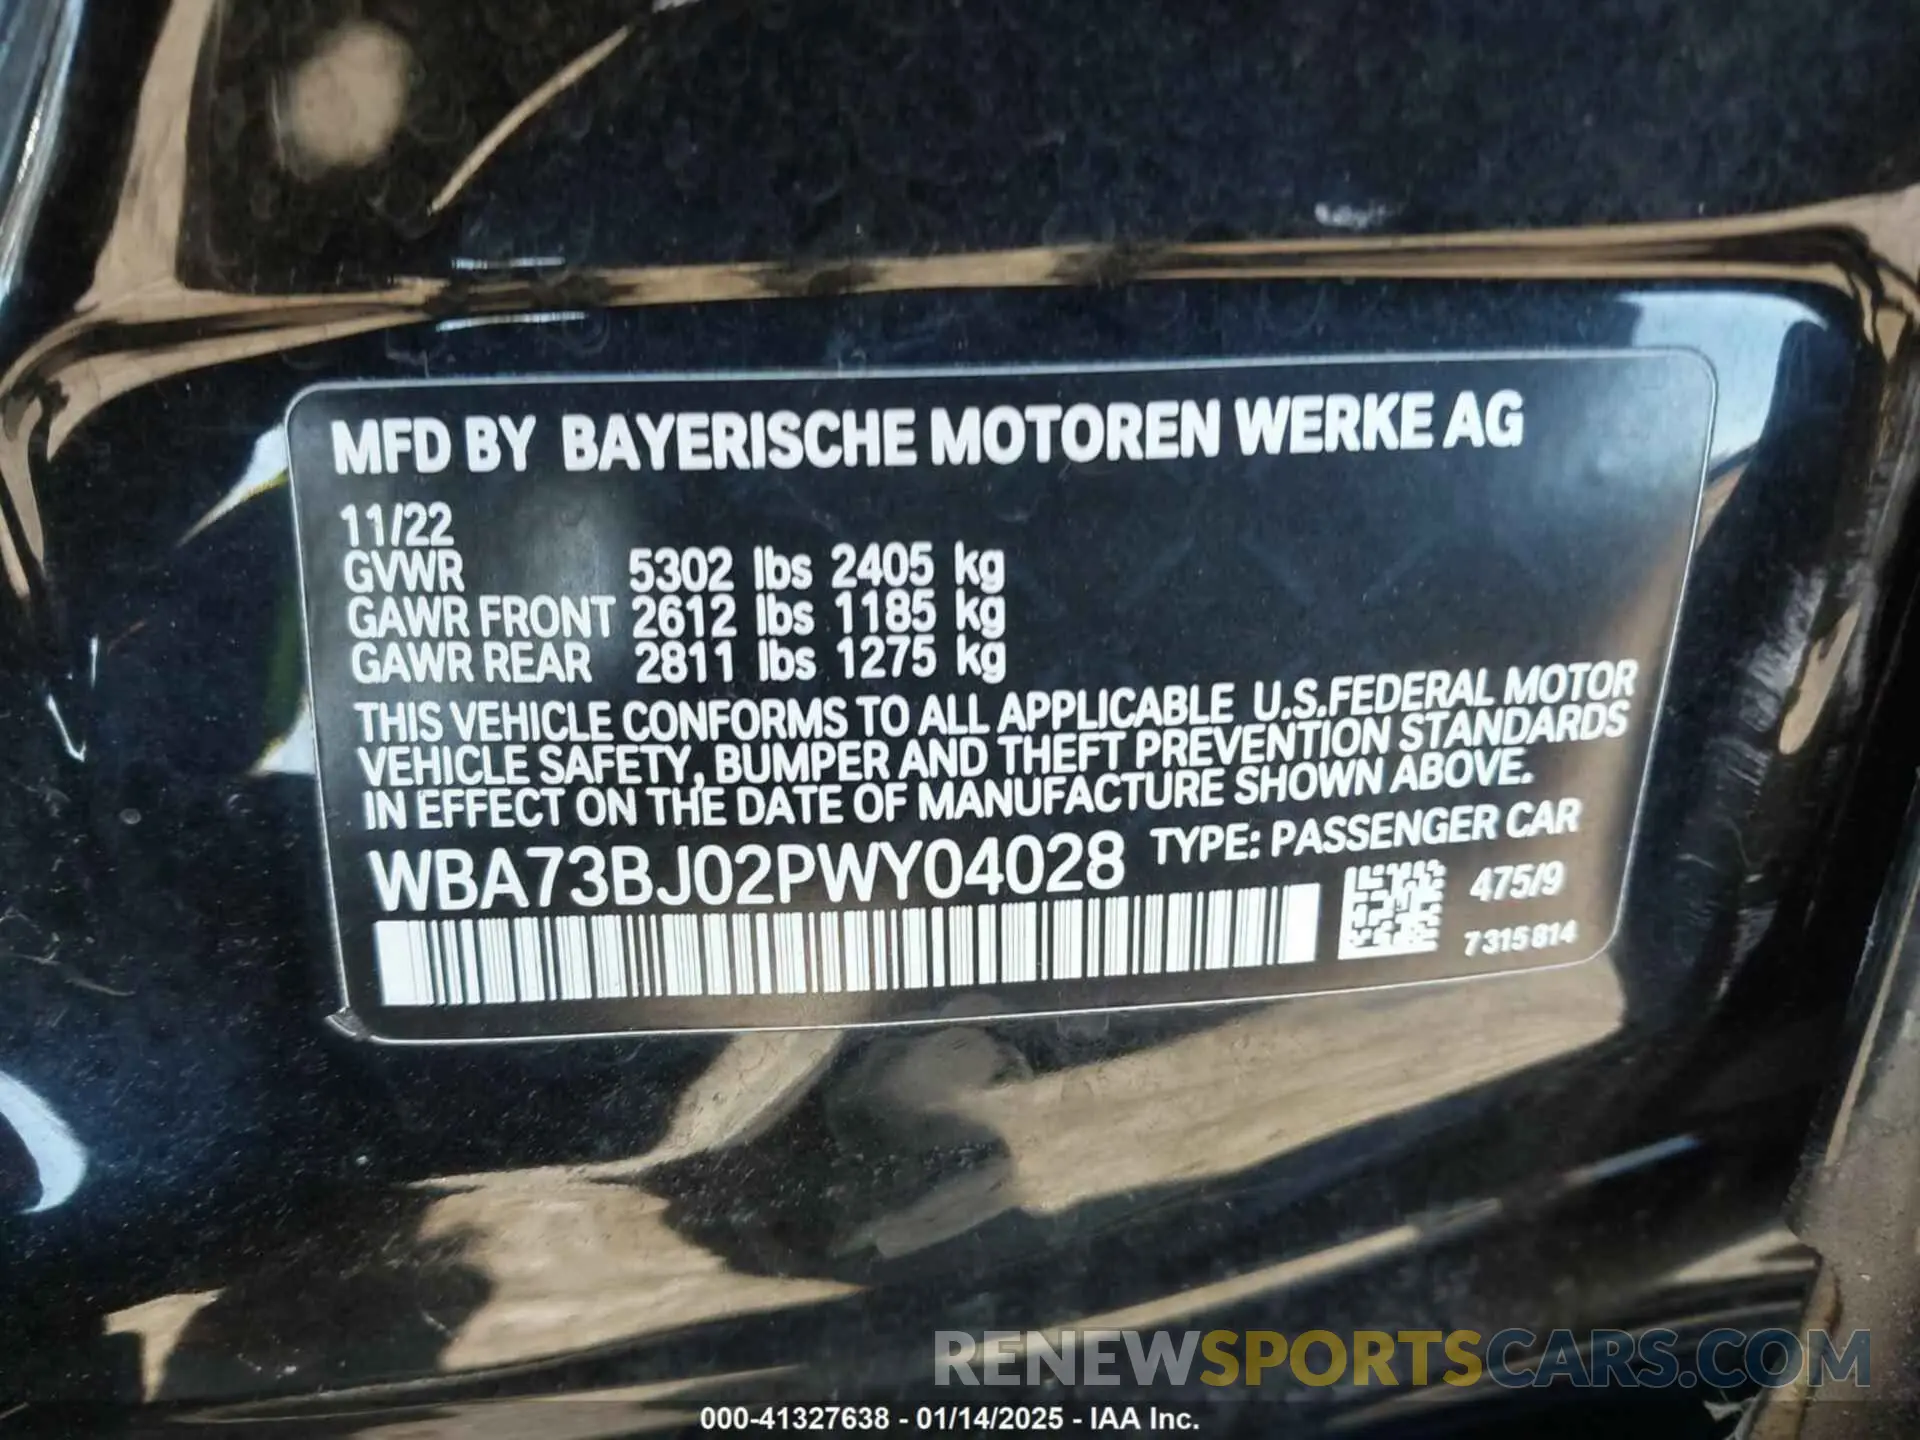 MFD BY BAYERISCHE MOTOREN WERKE AG
11/22
GVWR 5302 lbs 2405 kg
GAWR FRONT 2612 lbs 1185 kg
GAWR REAR 2811 lbs 1275 kg
THIS VEHICLE CONFORMS TO ALL APPLICABLE U.S.FEDERAL MOTOR
VEHICLE SAFETY, BUMPER AND THEFT PREVENTION STANDARDS
IN EFFECT ON THE DATE OF MANUFACTURE SHOWN ABOVE.
WBA73BJ02PWY04028 TYPE: PASSENGER CAR
475/9
7315814
RENEWSPORTSCARS.COM
000-41327638 - 01/14/2025 - IAA Inc.